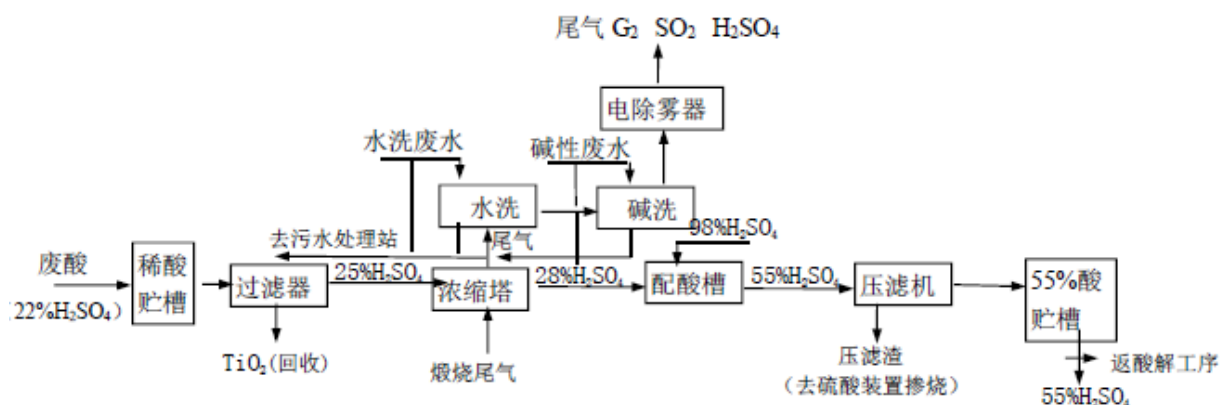 尾气 G2 SO2 H2SO4
电除雾器
水洗废水
碱性废水
水洗
碱洗
98%H2SO4
去污水处理站
尾气
废酸
（22%H2SO4）
稀酸
贮槽
过滤器
25%H2SO4
浓缩塔
28%H2SO4
配酸槽
55%H2SO4
压滤机
55%酸
贮槽
TiO2(回收)
煅烧尾气
压滤渣
（去硫酸装置掺烧）
返酸解工序
55%H2SO4